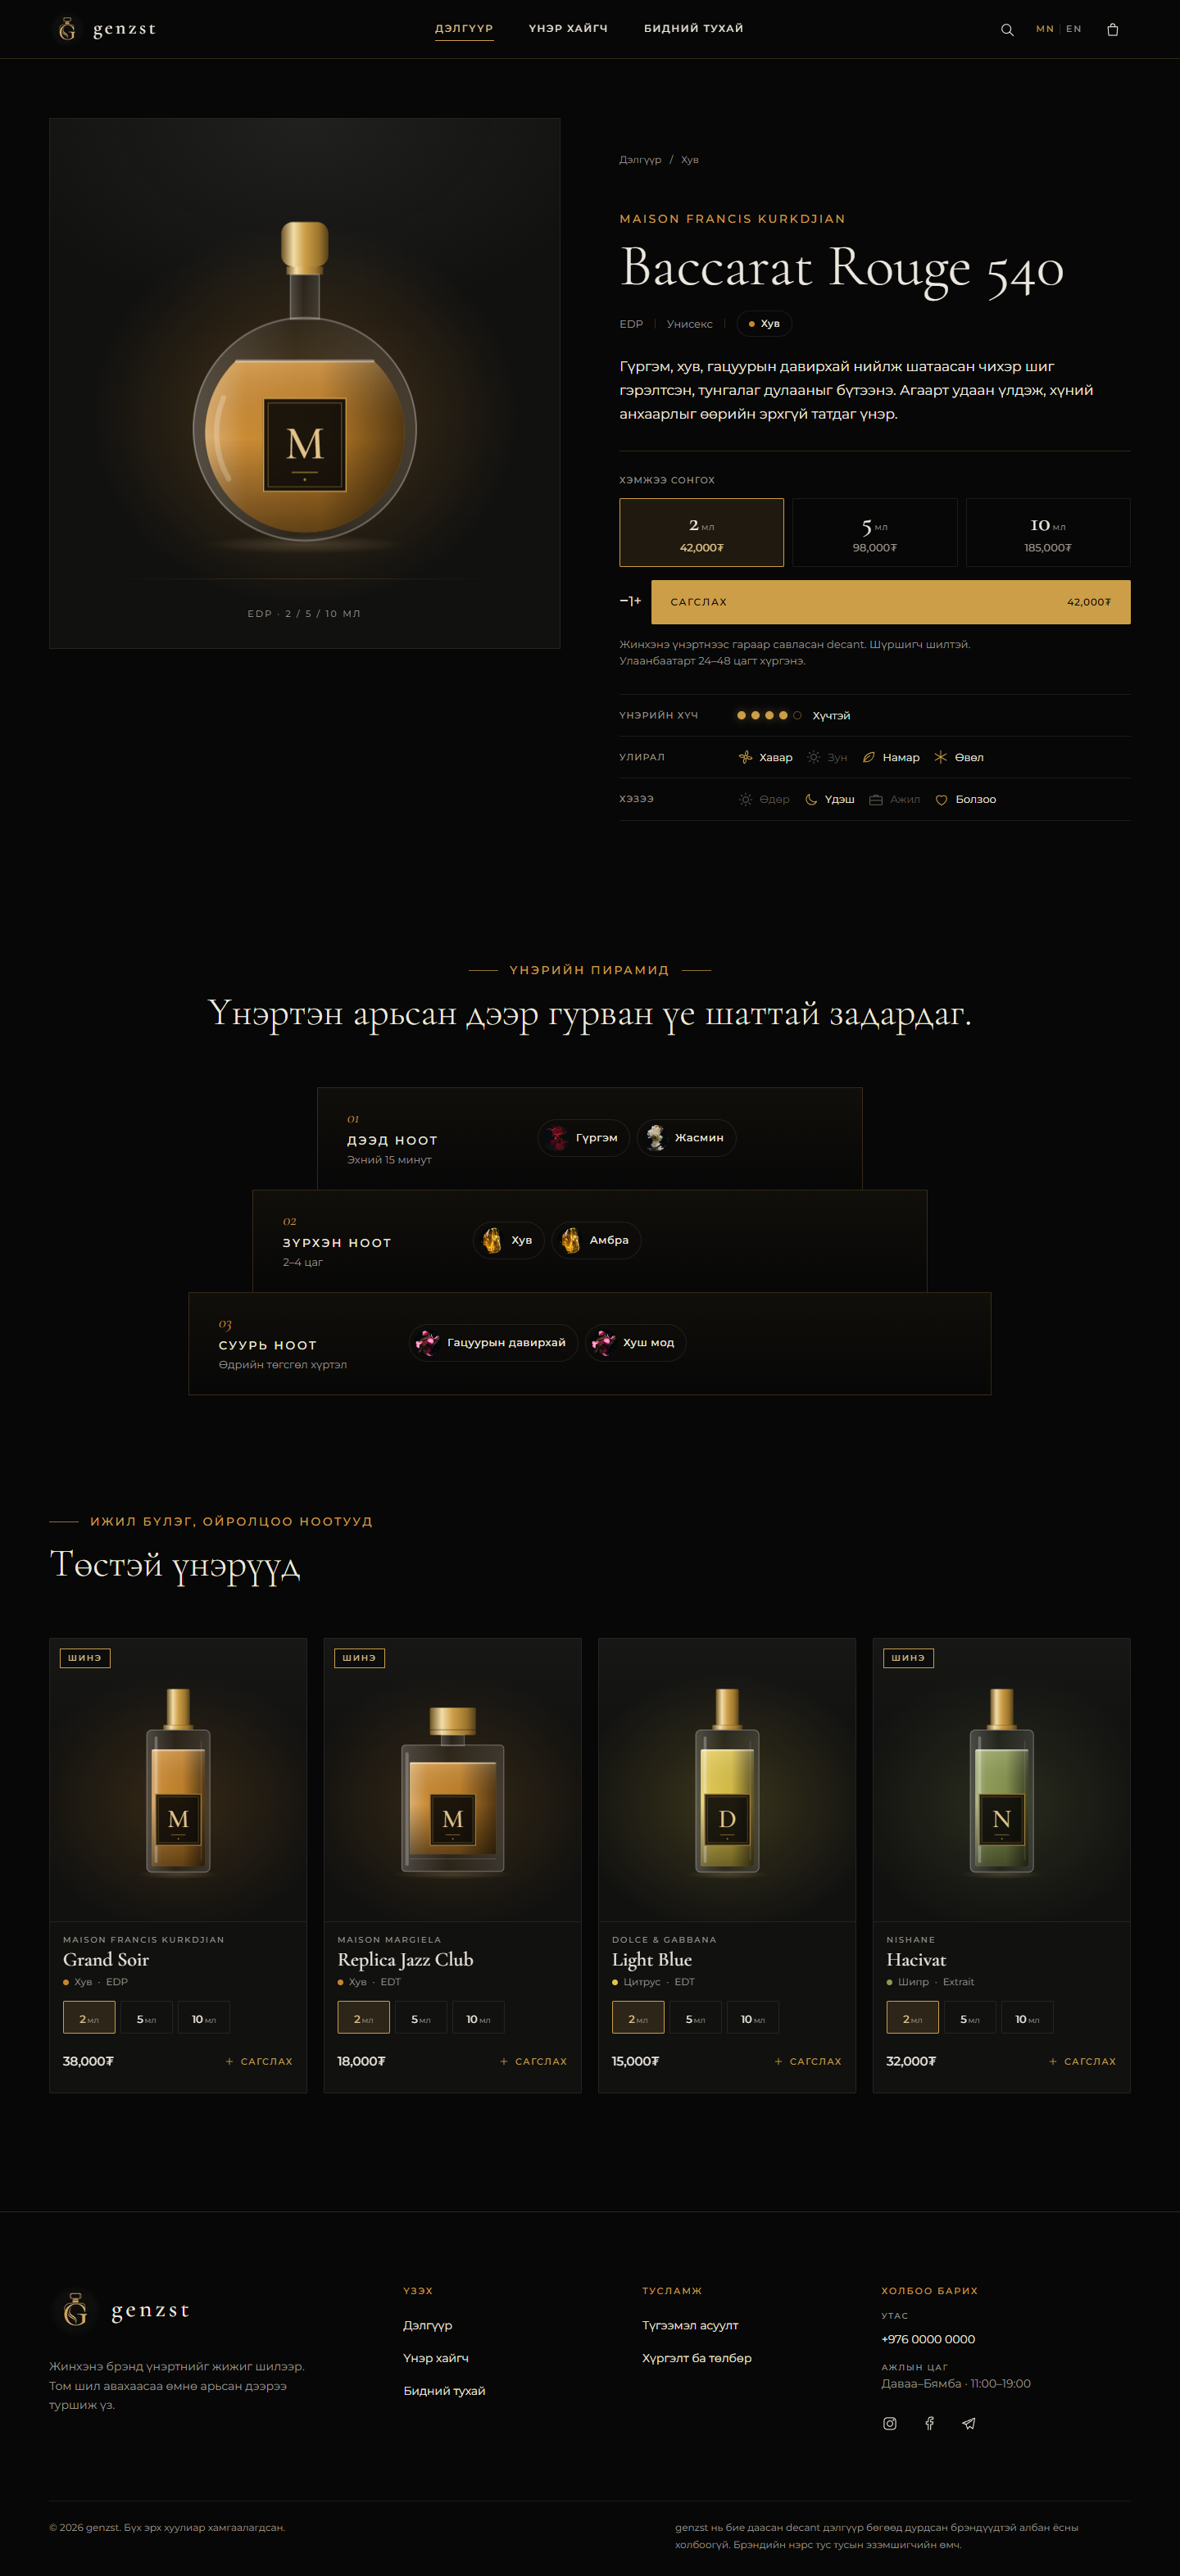 genzst
ДЭЛГҮҮР
ҮНЭР ХАЙГЧ
БИДНИЙ ТУХАЙ
MN | EN
Дэлгүүр / Хув
MAISON FRANCIS KURKDJIAN
Baccarat Rouge 540
EDP | Унисекс | Хув
Гүргэм, хув, гацуурын давирхай нийлж шатаасан чихэр шиг
гэрэлтсэн, тунгалаг дулааныг бүтээнэ. Агаарт удаан үлдэж, хүний
анхаарлыг өөрийн эрхгүй татдаг үнэр.
M
EDP · 2 / 5 / 10 МЛ
ХЭМЖЭЭ СОНГОХ
2 мл
42,000₮
5 мл
98,000₮
10 мл
185,000₮
−1+
САГСЛАХ 42,000₮
Жинхэнэ үнэртнээс гараар савласан decant. Шүршигч шилтэй.
Улаанбаатарт 24–48 цагт хүргэнэ.
ҮНЭРИЙН ХҮЧ Хүчтэй
УЛИРАЛ Хавар Зун Намар Өвөл
ХЭЗЭЭ Өдөр Үдэш Ажил Болзоо
ҮНЭРИЙН ПИРАМИД
Үнэртэн арьсан дээр гурван үе шаттай задардаг.
01
ДЭЭД НООТ
Эхний 15 минут
Гүргэм Жасмин
02
ЗҮРХЭН НООТ
2–4 цаг
Хув Амбра
03
СУУРЬ НООТ
Өдрийн төгсгөл хүртэл
Гацуурын давирхай Хуш мод
ИЖИЛ БҮЛЭГ, ОЙРОЛЦОО НООТУУД
Төстэй үнэрүүд
ШИНЭ
M
MAISON FRANCIS KURKDJIAN
Grand Soir
Хув · EDP
2 мл 5 мл 10 мл
38,000₮ + САГСЛАХ
ШИНЭ
M
MAISON MARGIELA
Replica Jazz Club
Хув · EDT
2 мл 5 мл 10 мл
18,000₮ + САГСЛАХ
D
DOLCE & GABBANA
Light Blue
Цитрус · EDT
2 мл 5 мл 10 мл
15,000₮ + САГСЛАХ
ШИНЭ
N
NISHANE
Hacivat
Шипр · Extrait
2 мл 5 мл 10 мл
32,000₮ + САГСЛАХ
genzst
Жинхэнэ брэнд үнэртнийг жижиг шилээр.
Том шил авахаасаа өмнө арьсан дээрээ
туршиж үз.
ҮЗЭХ
Дэлгүүр
Үнэр хайгч
Бидний тухай
ТУСЛАМЖ
Түгээмэл асуулт
Хүргэлт ба төлбөр
ХОЛБОО БАРИХ
УТАС
+976 0000 0000
АЖЛЫН ЦАГ
Даваа–Бямба · 11:00–19:00
© 2026 genzst. Бүх эрх хуулиар хамгаалагдсан.
genzst нь бие даасан decant дэлгүүр бөгөөд дурдсан брэндүүдтэй албан ёсны
холбоогүй. Брэндийн нэрс тус тусын эзэмшигчийн өмч.